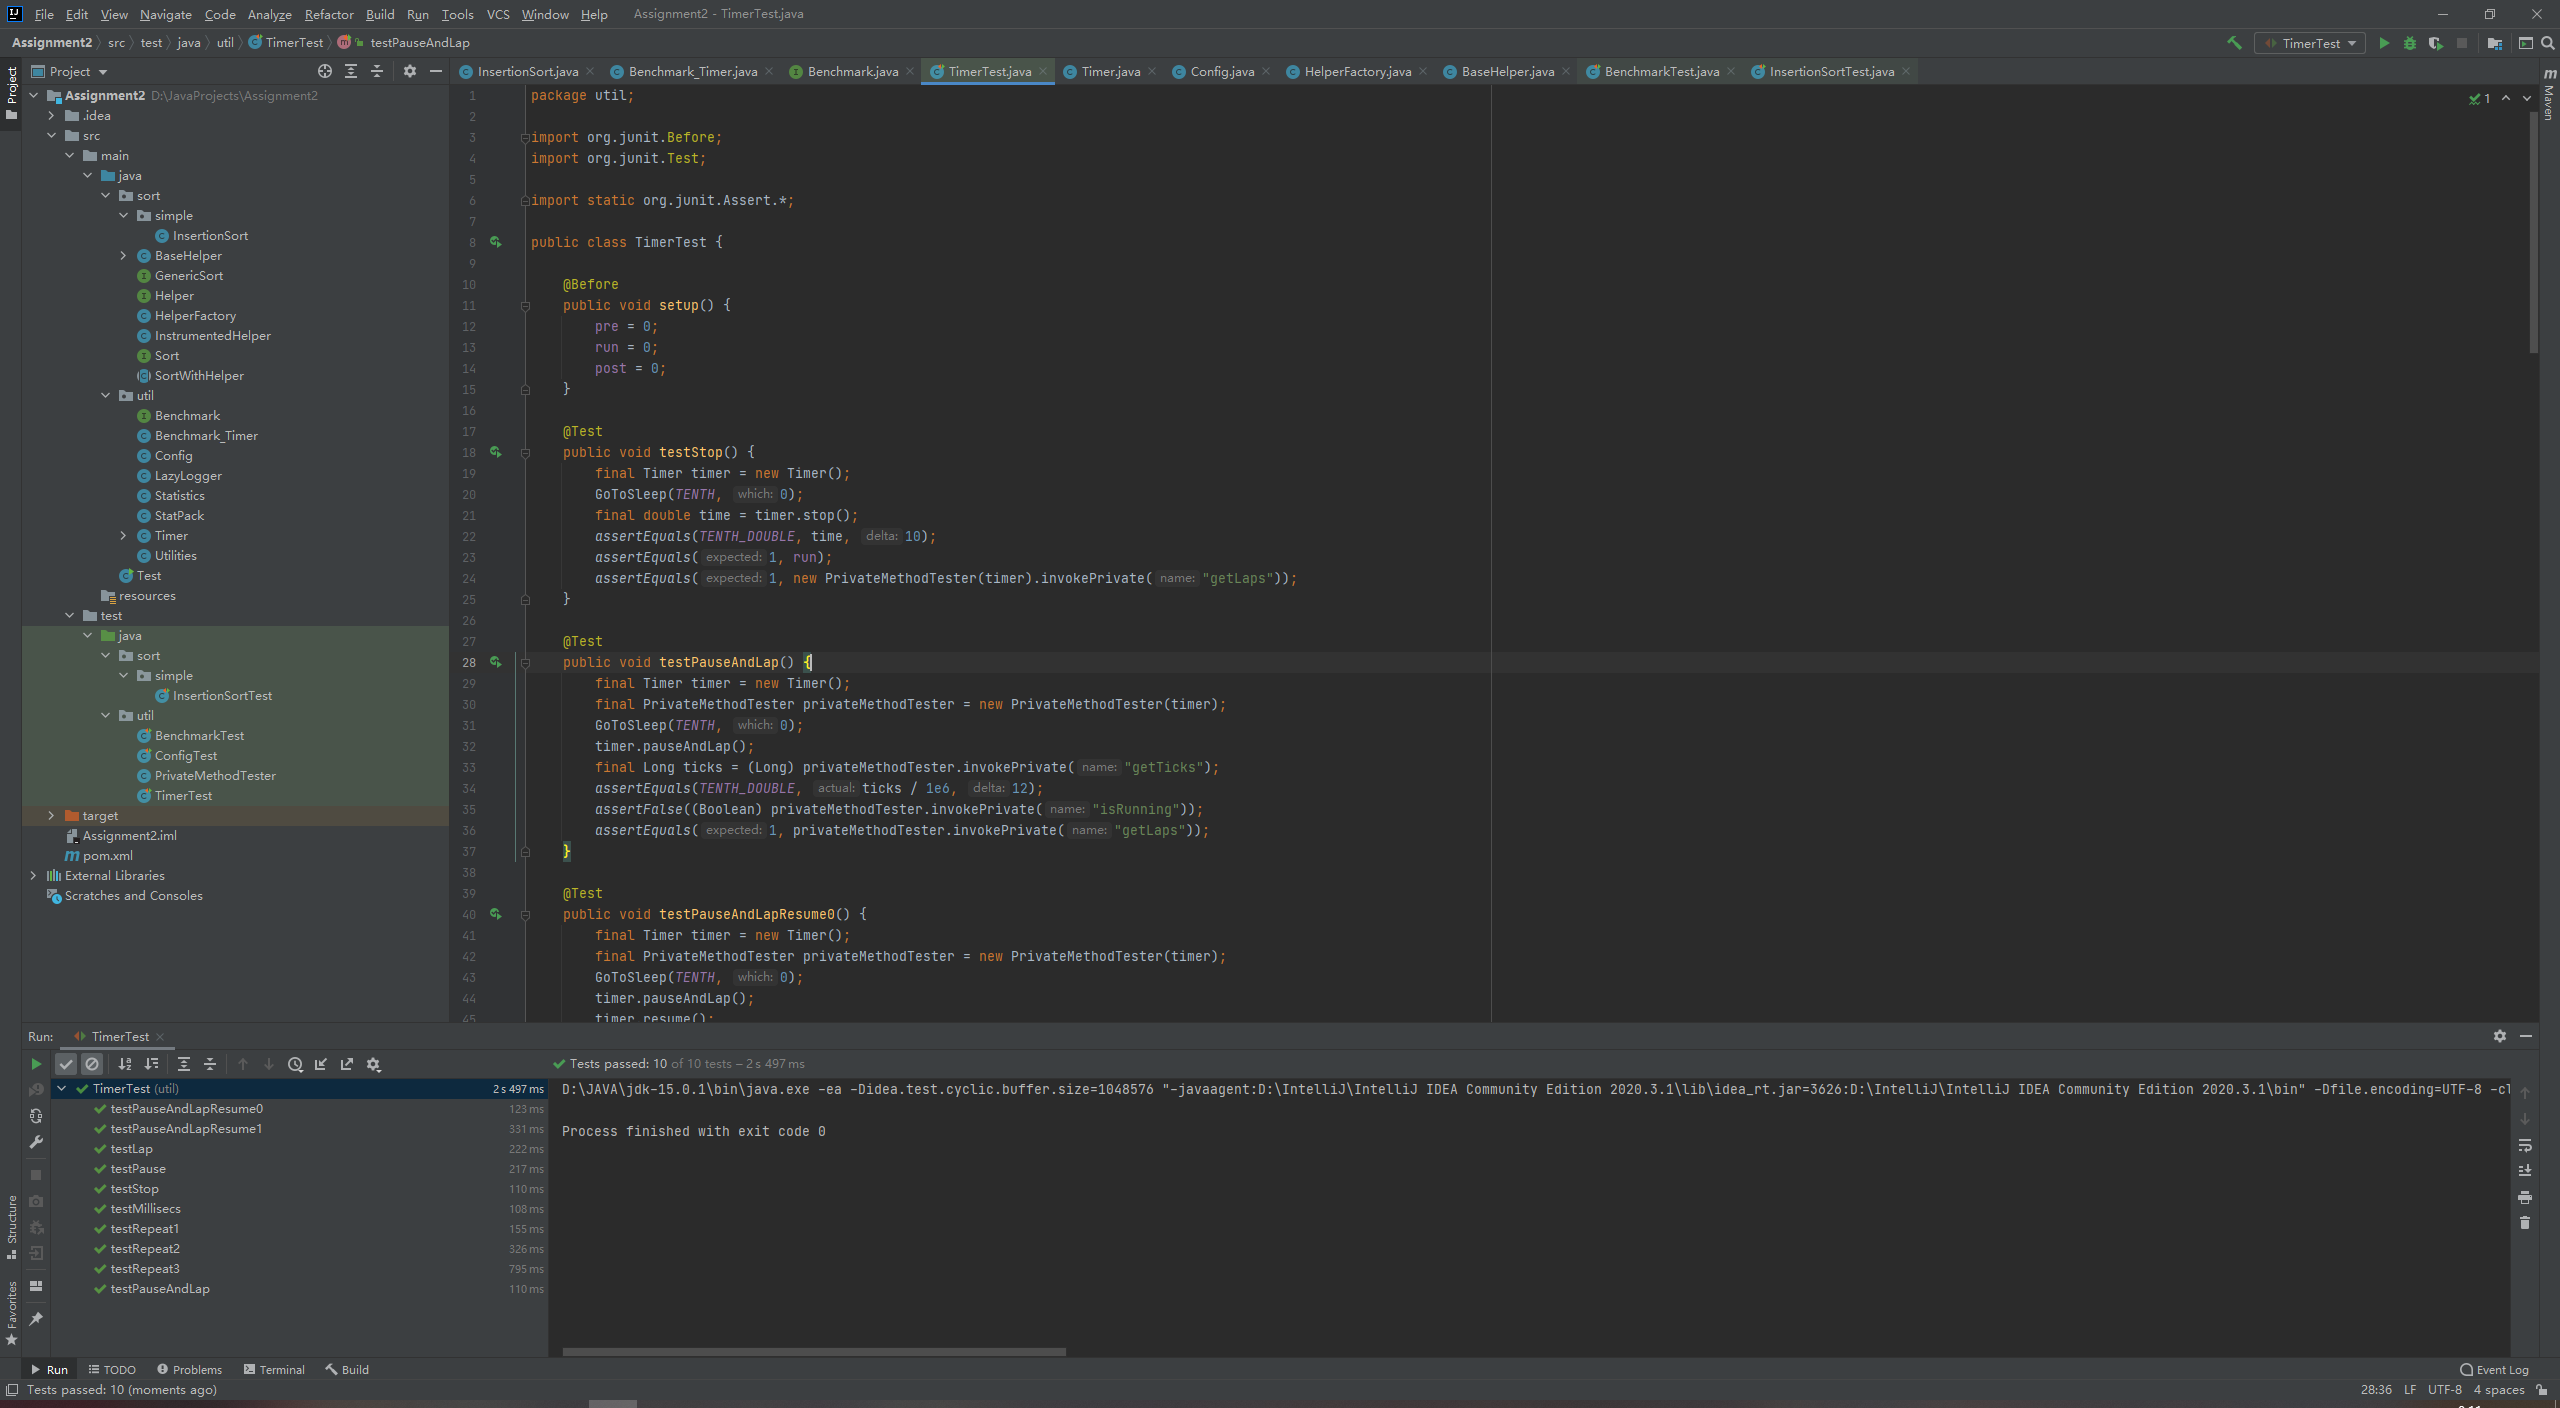 File Edit View Navigate Code Analyze Refactor Build Run Tools VCS Window Help Assignment2 - TimerTest.java
Assignment2 src test java util TimerTest testPauseAndLap
TimerTest
Project
InsertionSort.java Benchmark_Timer.java Benchmark.java TimerTest.java Timer.java Config.java HelperFactory.java BaseHelper.java BenchmarkTest.java InsertionSortTest.java
Project
Maven
Assignment2 D:\JavaProjects\Assignment2
.idea
src
main
java
sort
simple
InsertionSort
BaseHelper
GenericSort
Helper
HelperFactory
InstrumentedHelper
Sort
SortWithHelper
util
Benchmark
Benchmark_Timer
Config
LazyLogger
Statistics
StatPack
Timer
Utilities
Test
resources
test
java
sort
simple
InsertionSortTest
util
BenchmarkTest
ConfigTest
PrivateMethodTester
TimerTest
target
Assignment2.iml
pom.xml
External Libraries
Scratches and Consoles
1
1 package util;
2
3 import org.junit.Before;
4 import org.junit.Test;
5
6 import static org.junit.Assert.*;
7
8 public class TimerTest {
9
10 @Before
11 public void setup() {
12 pre = 0;
13 run = 0;
14 post = 0;
15 }
16
17 @Test
18 public void testStop() {
19 final Timer timer = new Timer();
20 GoToSleep(TENTH, which: 0);
21 final double time = timer.stop();
22 assertEquals(TENTH_DOUBLE, time, delta: 10);
23 assertEquals( expected: 1, run);
24 assertEquals( expected: 1, new PrivateMethodTester(timer).invokePrivate( name: "getLaps"));
25 }
26
27 @Test
28 public void testPauseAndLap() {
29 final Timer timer = new Timer();
30 final PrivateMethodTester privateMethodTester = new PrivateMethodTester(timer);
31 GoToSleep(TENTH, which: 0);
32 timer.pauseAndLap();
33 final Long ticks = (Long) privateMethodTester.invokePrivate( name: "getTicks");
34 assertEquals(TENTH_DOUBLE, actual: ticks / 1e6, delta: 12);
35 assertFalse((Boolean) privateMethodTester.invokePrivate( name: "isRunning"));
36 assertEquals( expected: 1, privateMethodTester.invokePrivate( name: "getLaps"));
37 }
38
39 @Test
40 public void testPauseAndLapResume0() {
41 final Timer timer = new Timer();
42 final PrivateMethodTester privateMethodTester = new PrivateMethodTester(timer);
43 GoToSleep(TENTH, which: 0);
44 timer.pauseAndLap();
45 timer.resume();
Run: TimerTest
Tests passed: 10 of 10 tests – 2 s 497 ms
TimerTest (util) 2 s 497 ms
testPauseAndLapResume0 123 ms
testPauseAndLapResume1 331 ms
testLap 222 ms
testPause 217 ms
testStop 110 ms
testMillisecs 108 ms
testRepeat1 155 ms
testRepeat2 326 ms
testRepeat3 795 ms
testPauseAndLap 110 ms
D:\JAVA\jdk-15.0.1\bin\java.exe -ea -Didea.test.cyclic.buffer.size=1048576 "-javaagent:D:\IntelliJ\IntelliJ IDEA Community Edition 2020.3.1\lib\idea_rt.jar=3626:D:\IntelliJ\IntelliJ IDEA Community Edition 2020.3.1\bin" -Dfile.encoding=UTF-8 -cl
Process finished with exit code 0
Structure
Favorites
Run TODO Problems Terminal Build Event Log
Tests passed: 10 (moments ago) 28:36 LF UTF-8 4 spaces